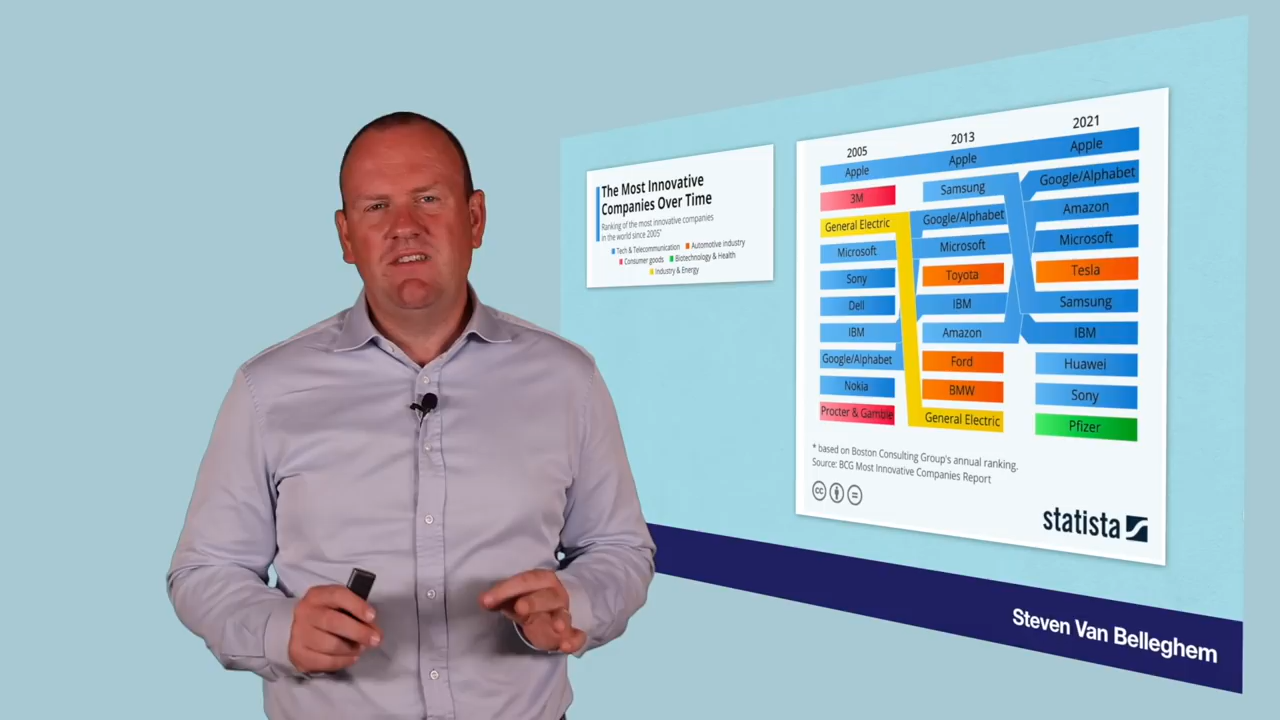 The Most Innovative
Companies Over Time
Ranking of the most innovative companies
in the world since 2005*
Tech & Telecommunication Automotive industry
Consumer goods Biotechnology & Health
Industry & Energy
2005 2013 2021
Apple Apple Apple
3M Samsung Google/Alphabet
General Electric Google/Alphabet Amazon
Microsoft Microsoft Microsoft
Sony Toyota Tesla
Dell IBM Samsung
IBM Amazon IBM
Google/Alphabet Ford Huawei
Nokia BMW Sony
Procter & Gamble General Electric Pfizer
* based on Boston Consulting Group's annual ranking.
Source: BCG Most Innovative Companies Report
cc
statista
Steven Van Belleghem